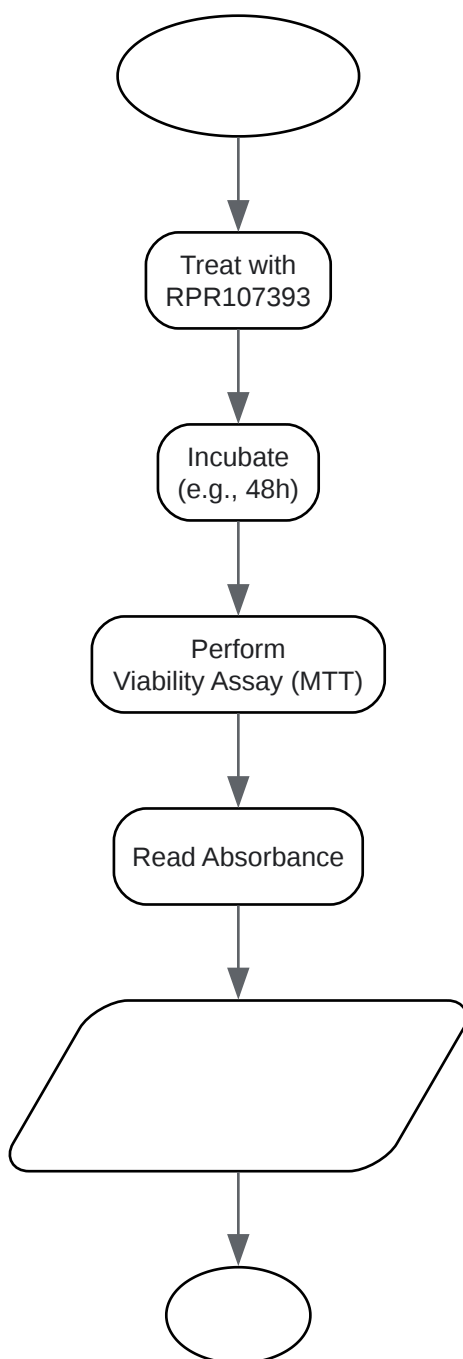 Treat with
RPR107393
Incubate
(e.g., 48h)
Perform
Viability Assay (MTT)
Read Absorbance